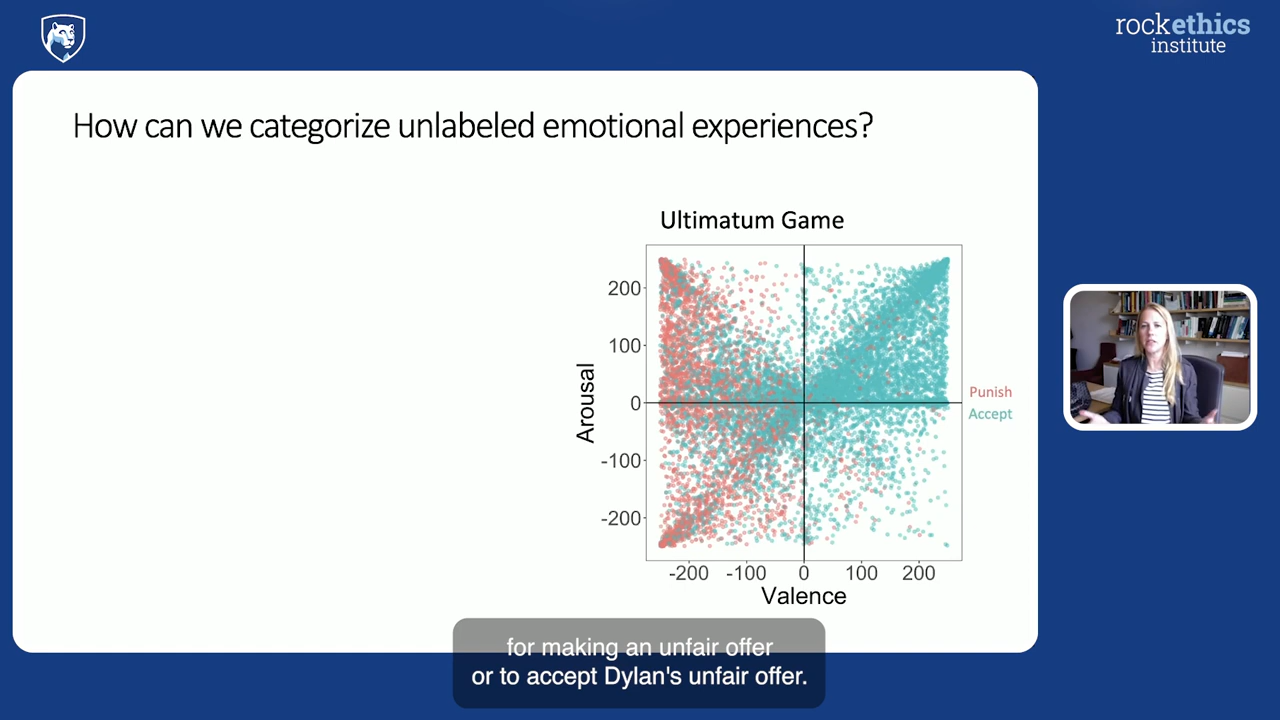 rockethics
institute
How can we categorize unlabeled emotional experiences?
Ultimatum Game
200
100
0
-100
-200
Arousal
-200 -100 0 100 200
Valence
Punish
Accept
for making an unfair offer
or to accept Dylan's unfair offer.